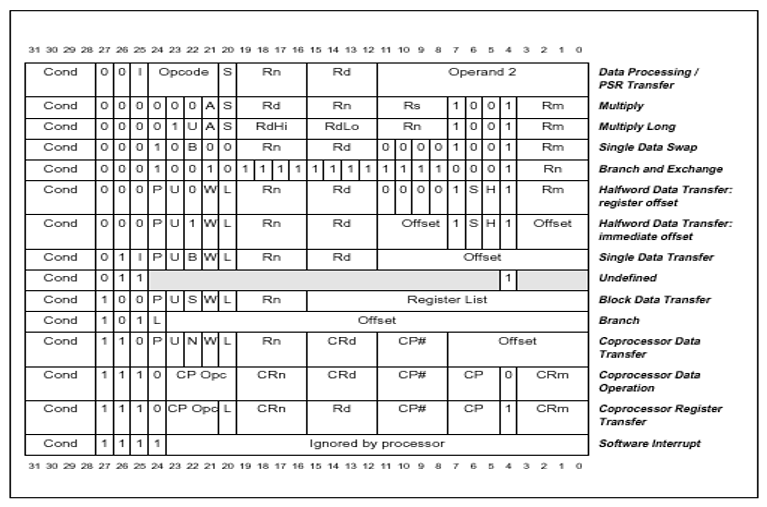 31 30 29 28 27 26 25 24 23 22 21 20 19 18 17 16 15 14 13 12 11 10 9 8 7 6 5 4 3 2 1 0
Cond 0 0 I Opcode S Rn Rd Operand 2 Data Processing /
PSR Transfer
Cond 0 0 0 0 0 0 A S Rd Rn Rs 1 0 0 1 Rm Multiply
Cond 0 0 0 0 1 U A S RdHi RdLo Rn 1 0 0 1 Rm Multiply Long
Cond 0 0 0 1 0 B 0 0 Rn Rd 0 0 0 0 1 0 0 1 Rm Single Data Swap
Cond 0 0 0 1 0 0 1 0 1 1 1 1 1 1 1 1 1 1 1 1 0 0 0 1 Rn Branch and Exchange
Cond 0 0 0 P U 0 W L Rn Rd 0 0 0 0 1 S H 1 Rm Halfword Data Transfer:
register offset
Cond 0 0 0 P U 1 W L Rn Rd Offset 1 S H 1 Offset Halfword Data Transfer:
immediate offset
Cond 0 1 I P U B W L Rn Rd Offset Single Data Transfer
Cond 0 1 1 1 Undefined
Cond 1 0 0 P U S W L Rn Register List Block Data Transfer
Cond 1 0 1 L Offset Branch
Cond 1 1 0 P U N W L Rn CRd CP# Offset Coprocessor Data
Transfer
Cond 1 1 1 0 CP Opc CRn CRd CP# CP 0 CRm Coprocessor Data
Operation
Cond 1 1 1 0 CP Opc L CRn Rd CP# CP 1 CRm Coprocessor Register
Transfer
Cond 1 1 1 1 Ignored by processor Software Interrupt
31 30 29 28 27 26 25 24 23 22 21 20 19 18 17 16 15 14 13 12 11 10 9 8 7 6 5 4 3 2 1 0